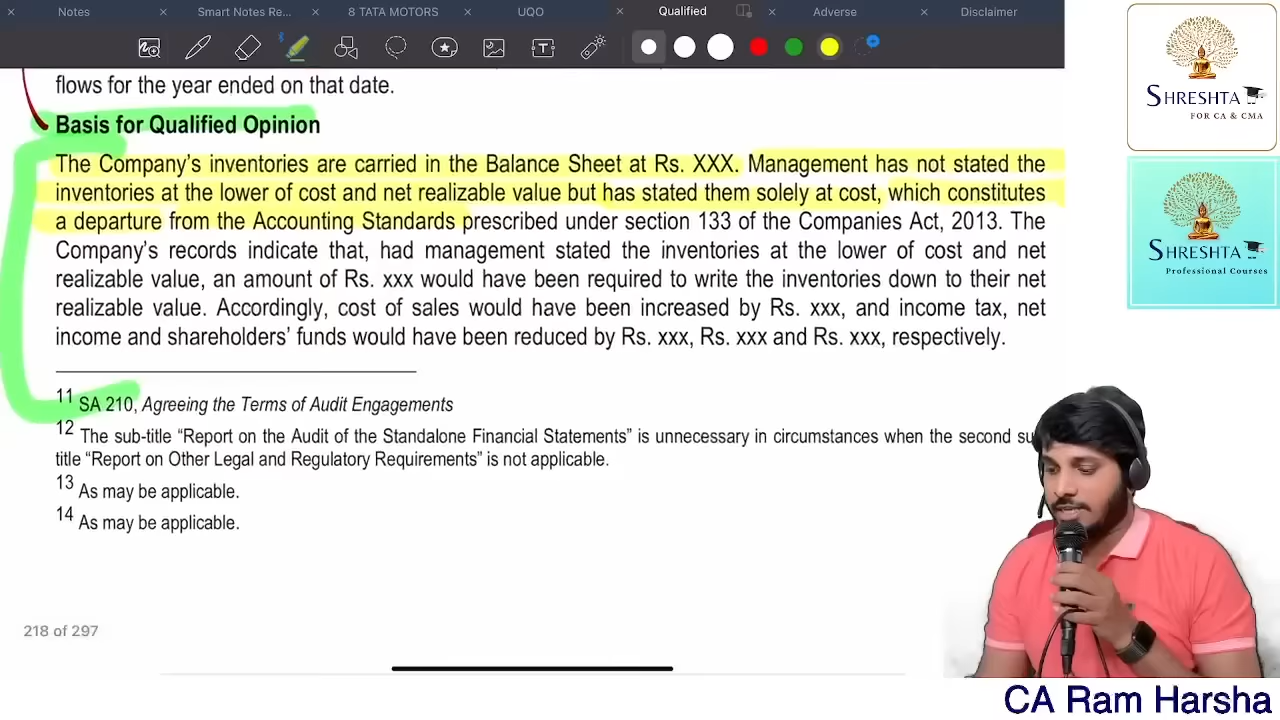 Notes
Smart Notes Re...
8 TATA MOTORS
UQO
Qualified
Adverse
Disclaimer
flows for the year ended on that date.
Basis for Qualified Opinion
The Company's inventories are carried in the Balance Sheet at Rs. XXX. Management has not stated the
inventories at the lower of cost and net realizable value but has stated them solely at cost, which constitutes
a departure from the Accounting Standards prescribed under section 133 of the Companies Act, 2013. The
Company's records indicate that, had management stated the inventories at the lower of cost and net
realizable value, an amount of Rs. xxx would have been required to write the inventories down to their net
realizable value. Accordingly, cost of sales would have been increased by Rs. xxx, and income tax, net
income and shareholders' funds would have been reduced by Rs. xxx, Rs. xxx and Rs. xxx, respectively.
11 SA 210, Agreeing the Terms of Audit Engagements
12 The sub-title "Report on the Audit of the Standalone Financial Statements" is unnecessary in circumstances when the second su
title "Report on Other Legal and Regulatory Requirements" is not applicable.
13 As may be applicable.
14 As may be applicable.
218 of 297
SHRESHTA
FOR CA & CMA
SHRESHTA
Professional Courses
CA Ram Harsha